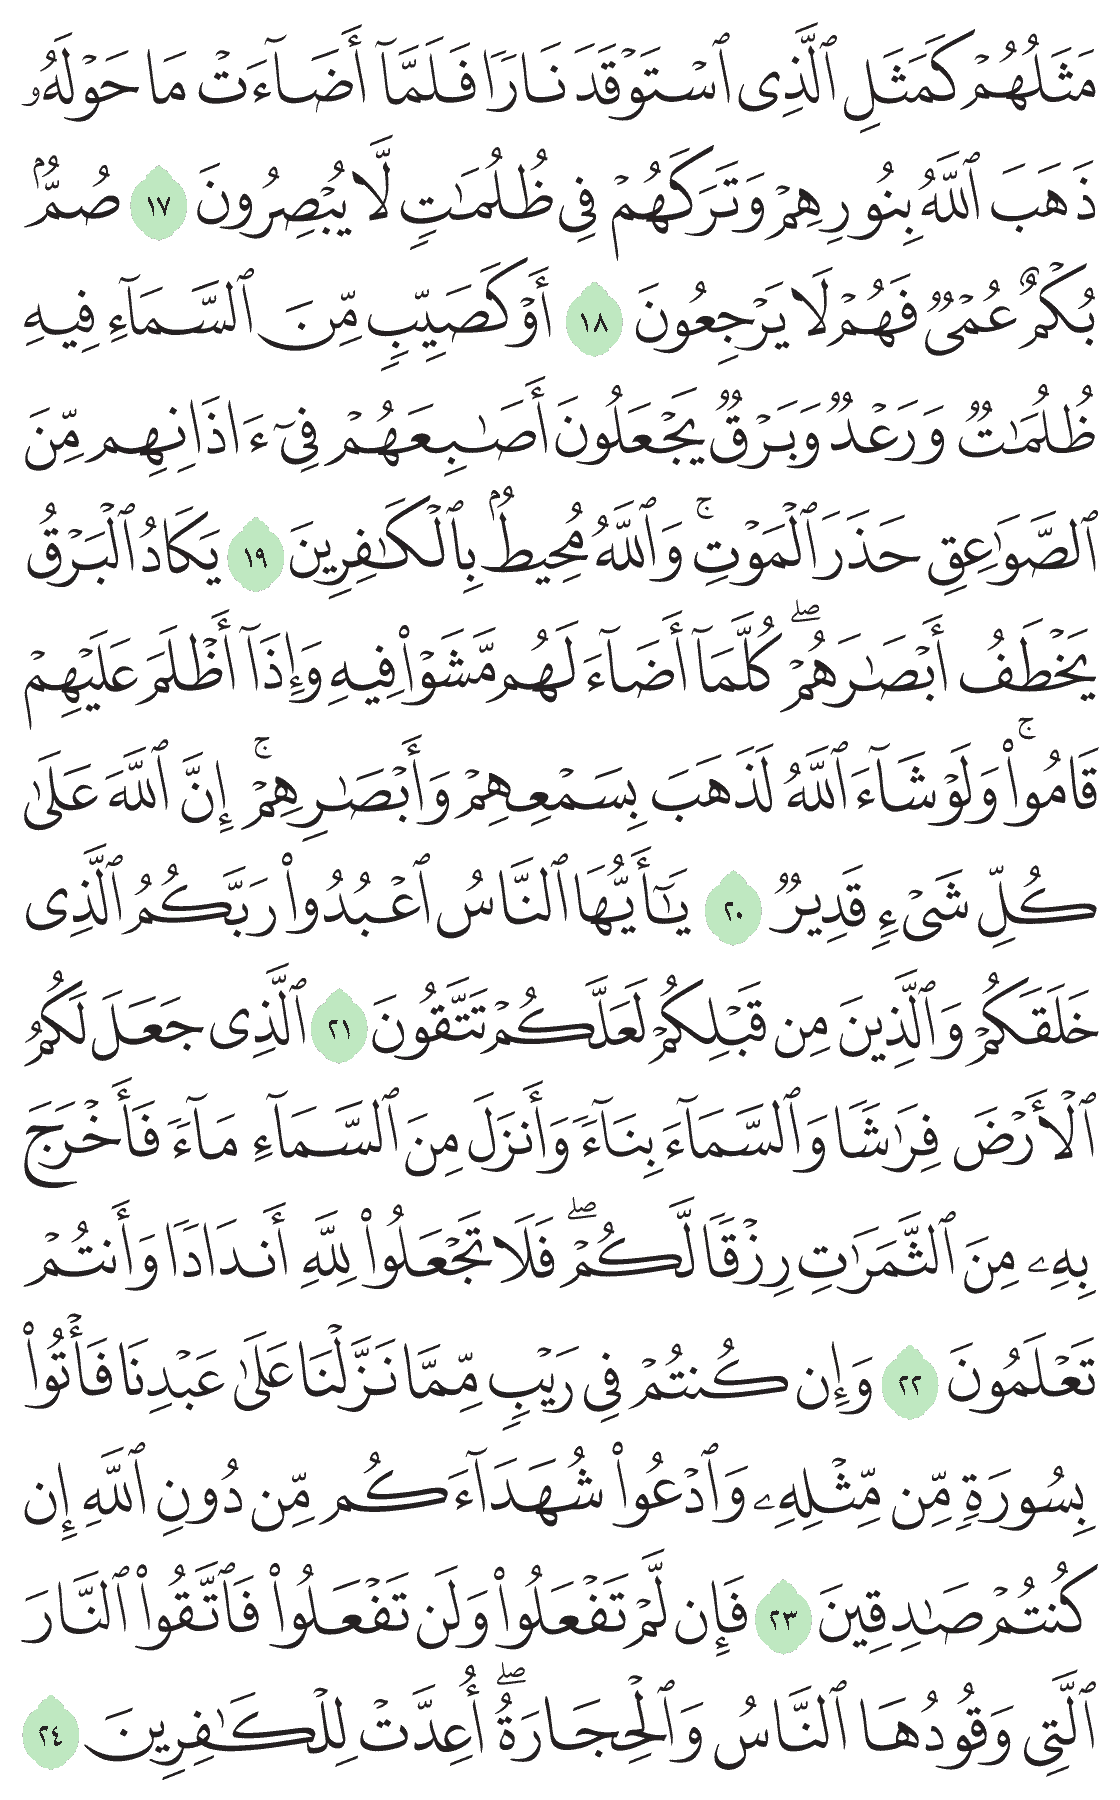 مَثَلُهُمْ كَمَثَلِ ٱلَّذِى ٱسْتَوْقَدَ نَارًا فَلَمَّآ أَضَآءَتْ مَا حَوْلَهُۥ
ذَهَبَ ٱللَّهُ بِنُورِهِمْ وَتَرَكَهُمْ فِى ظُلُمَٰتٍ لَّا يُبْصِرُونَ ١٧ صُمٌّۢ
بُكْمٌ عُمْىٌ فَهُمْ لَا يَرْجِعُونَ ١٨ أَوْ كَصَيِّبٍ مِّنَ ٱلسَّمَآءِ فِيهِ
ظُلُمَٰتٌ وَرَعْدٌ وَبَرْقٌ يَجْعَلُونَ أَصَٰبِعَهُمْ فِىٓ ءَاذَانِهِم مِّنَ
ٱلصَّوَٰعِقِ حَذَرَ ٱلْمَوْتِ ۚ وَٱللَّهُ مُحِيطٌۢ بِٱلْكَٰفِرِينَ ١٩ يَكَادُ ٱلْبَرْقُ
يَخْطَفُ أَبْصَٰرَهُمْ ۖ كُلَّمَآ أَضَآءَ لَهُم مَّشَوْا۟ فِيهِ وَإِذَآ أَظْلَمَ عَلَيْهِمْ
قَامُوا۟ ۚ وَلَوْ شَآءَ ٱللَّهُ لَذَهَبَ بِسَمْعِهِمْ وَأَبْصَٰرِهِمْ ۚ إِنَّ ٱللَّهَ عَلَىٰ
كُلِّ شَىْءٍ قَدِيرٌ ٢٠ يَٰٓأَيُّهَا ٱلنَّاسُ ٱعْبُدُوا۟ رَبَّكُمُ ٱلَّذِى
خَلَقَكُمْ وَٱلَّذِينَ مِن قَبْلِكُمْ لَعَلَّكُمْ تَتَّقُونَ ٢١ ٱلَّذِى جَعَلَ لَكُمُ
ٱلْأَرْضَ فِرَٰشًا وَٱلسَّمَآءَ بِنَآءً وَأَنزَلَ مِنَ ٱلسَّمَآءِ مَآءً فَأَخْرَجَ
بِهِۦ مِنَ ٱلثَّمَرَٰتِ رِزْقًا لَّكُمْ ۖ فَلَا تَجْعَلُوا۟ لِلَّهِ أَندَادًا وَأَنتُمْ
تَعْلَمُونَ ٢٢ وَإِن كُنتُمْ فِى رَيْبٍ مِّمَّا نَزَّلْنَا عَلَىٰ عَبْدِنَا فَأْتُوا۟
بِسُورَةٍ مِّن مِّثْلِهِۦ وَٱدْعُوا۟ شُهَدَآءَكُم مِّن دُونِ ٱللَّهِ إِن
كُنتُمْ صَٰدِقِينَ ٢٣ فَإِن لَّمْ تَفْعَلُوا۟ وَلَن تَفْعَلُوا۟ فَٱتَّقُوا۟ ٱلنَّارَ
ٱلَّتِى وَقُودُهَا ٱلنَّاسُ وَٱلْحِجَارَةُ ۖ أُعِدَّتْ لِلْكَٰفِرِينَ ٢٤